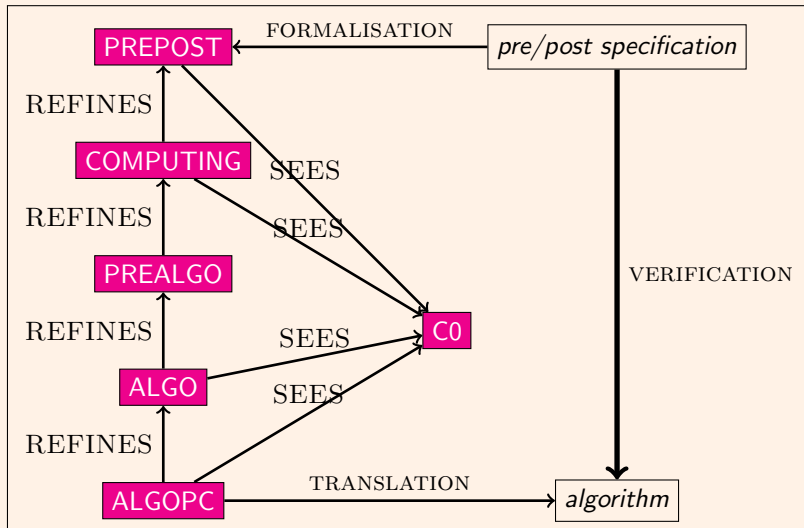 PREPOST
FORMALISATION
pre/post specification
REFINES
COMPUTING
SEES
REFINES
SEES
PREALGO
VERIFICATION
REFINES
SEES
C0
ALGO
SEES
REFINES
ALGOPC
TRANSLATION
algorithm